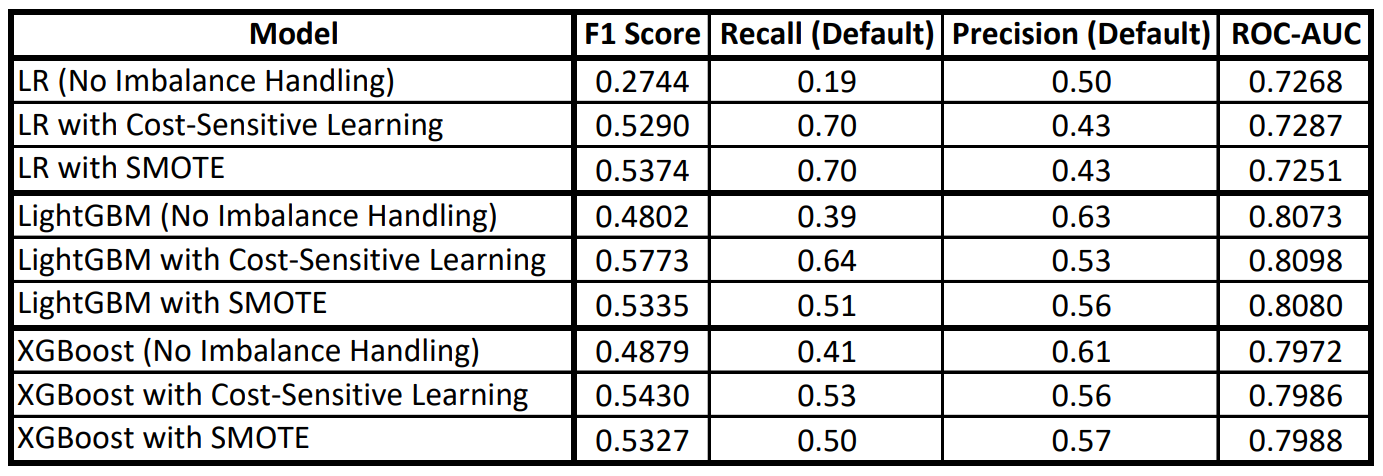 Model F1 Score Recall (Default) Precision (Default) ROC-AUC
LR (No Imbalance Handling) 0.2744 0.19 0.50 0.7268
LR with Cost-Sensitive Learning 0.5290 0.70 0.43 0.7287
LR with SMOTE 0.5374 0.70 0.43 0.7251
LightGBM (No Imbalance Handling) 0.4802 0.39 0.63 0.8073
LightGBM with Cost-Sensitive Learning 0.5773 0.64 0.53 0.8098
LightGBM with SMOTE 0.5335 0.51 0.56 0.8080
XGBoost (No Imbalance Handling) 0.4879 0.41 0.61 0.7972
XGBoost with Cost-Sensitive Learning 0.5430 0.53 0.56 0.7986
XGBoost with SMOTE 0.5327 0.50 0.57 0.7988